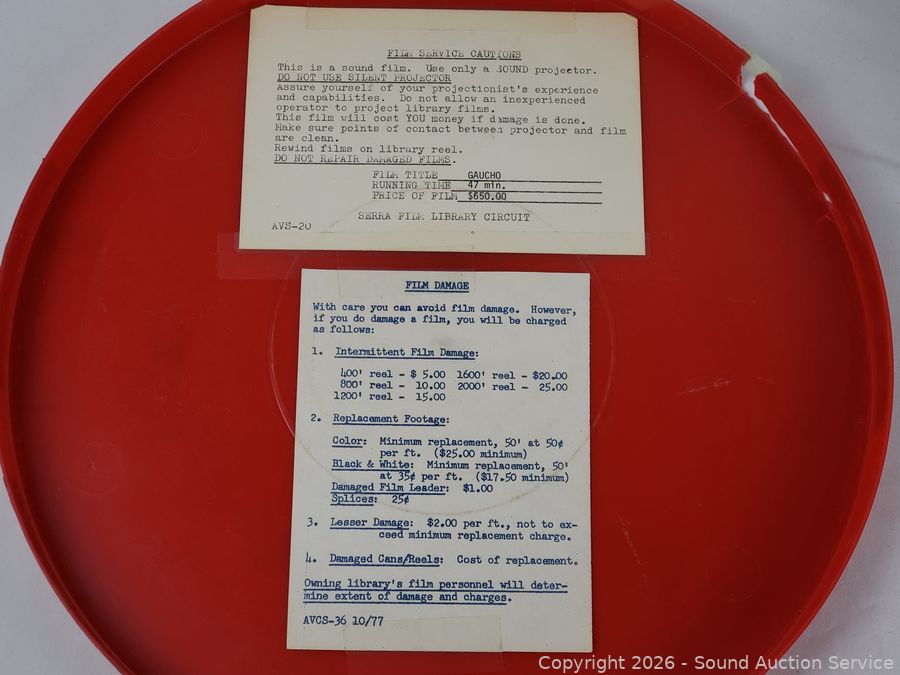 FILM SERVICE CAUTIONS
This is a sound film. Use only a SOUND projector.
DO NOT USE SILENT PROJECTOR
Assure yourself of your projectionist's experience
and capabilities. Do not allow an inexperienced
operator to project library films.
This film will cost YOU money if damage is done.
Make sure points of contact between projector and film
are clean.
Rewind films on library reel.
DO NOT REPAIR DAMAGED FILMS.
FILM TITLE GAUCHO
RUNNING TIME 47 min.
PRICE OF FILM $650.00
SERRA FILM LIBRARY CIRCUIT
AVS-20
FILM DAMAGE
With care you can avoid film damage. However,
if you do damage a film, you will be charged
as follows:
1. Intermittent Film Damage:
400' reel - $ 5.00 1600' reel - $20.00
800' reel - 10.00 2000' reel - 25.00
1200' reel - 15.00
2. Replacement Footage:
Color: Minimum replacement, 50' at 50¢
per ft. ($25.00 minimum)
Black & White: Minimum replacement, 50'
at 35¢ per ft. ($17.50 minimum)
Damaged Film Leader: $1.00
Splices: 25¢
3. Lesser Damage: $2.00 per ft., not to ex-
ceed minimum replacement charge.
4. Damaged Cans/Reels: Cost of replacement.
Owning library's film personnel will deter-
mine extent of damage and charges.
AVCS-36 10/77
Copyright © 2026 - Sound Auction Service